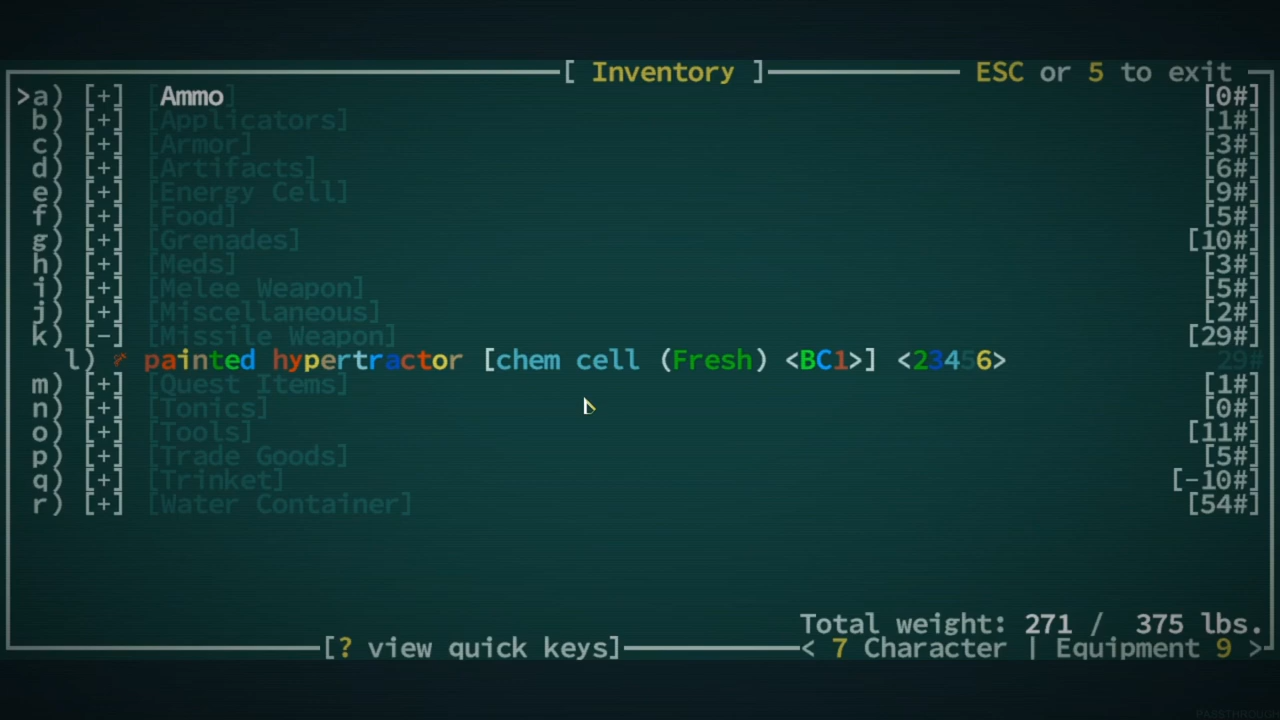 [ Inventory ] ESC or 5 to exit
>a) [+] [Ammo] [0#]
b) [+] [Applicators] [1#]
c) [+] [Armor] [3#]
d) [+] [Artifacts] [6#]
e) [+] [Energy Cell] [9#]
f) [+] [Food] [5#]
g) [+] [Grenades] [10#]
h) [+] [Meds] [3#]
i) [+] [Melee Weapon] [5#]
j) [+] [Miscellaneous] [2#]
k) [-] [Missile Weapon] [29#]
l) painted hypertractor [chem cell (Fresh) <BC1>] <23456> 29#
m) [+] [Quest Items] [1#]
n) [+] [Tonics] [0#]
o) [+] [Tools] [11#]
p) [+] [Trade Goods] [5#]
q) [+] [Trinket] [-10#]
r) [+] [Water Container] [54#]
Total weight: 271 / 375 lbs.
[? view quick keys] < 7 Character | Equipment 9 >